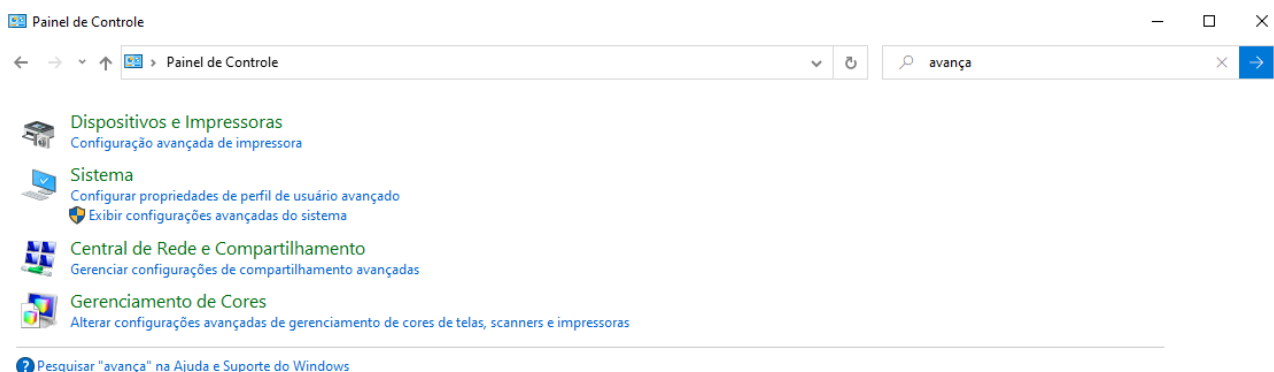 Painel de Controle
Painel de Controle
avança
Dispositivos e Impressoras
Configuração avançada de impressora
Sistema
Configurar propriedades de perfil de usuário avançado
Exibir configurações avançadas do sistema
Central de Rede e Compartilhamento
Gerenciar configurações de compartilhamento avançadas
Gerenciamento de Cores
Alterar configurações avançadas de gerenciamento de cores de telas, scanners e impressoras
Pesquisar "avança" na Ajuda e Suporte do Windows